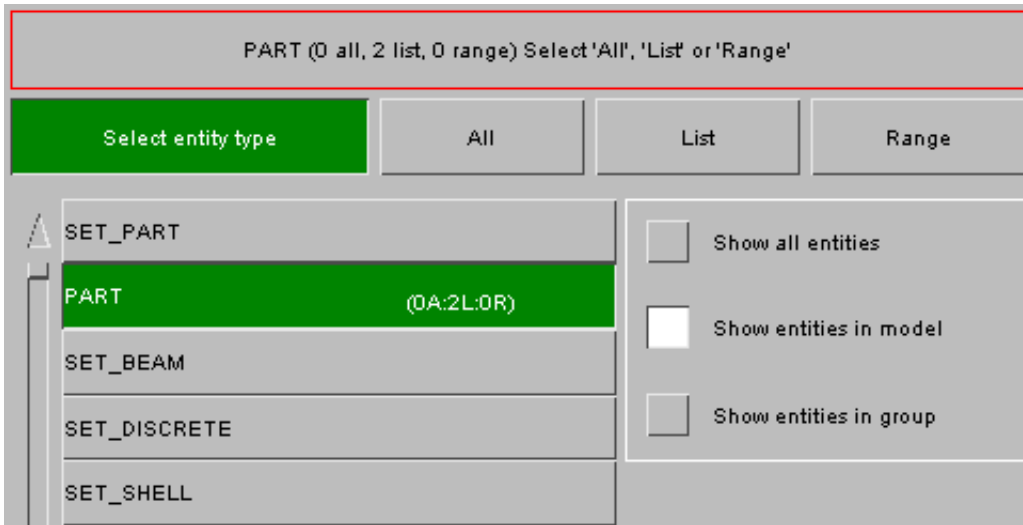 PART (0 all, 2 list, 0 range) Select 'All', 'List' or 'Range'
Select entity type
All
List
Range
SET_PART
PART (0A:2L:0R)
SET_BEAM
SET_DISCRETE
SET_SHELL
Show all entities
Show entities in model
Show entities in group